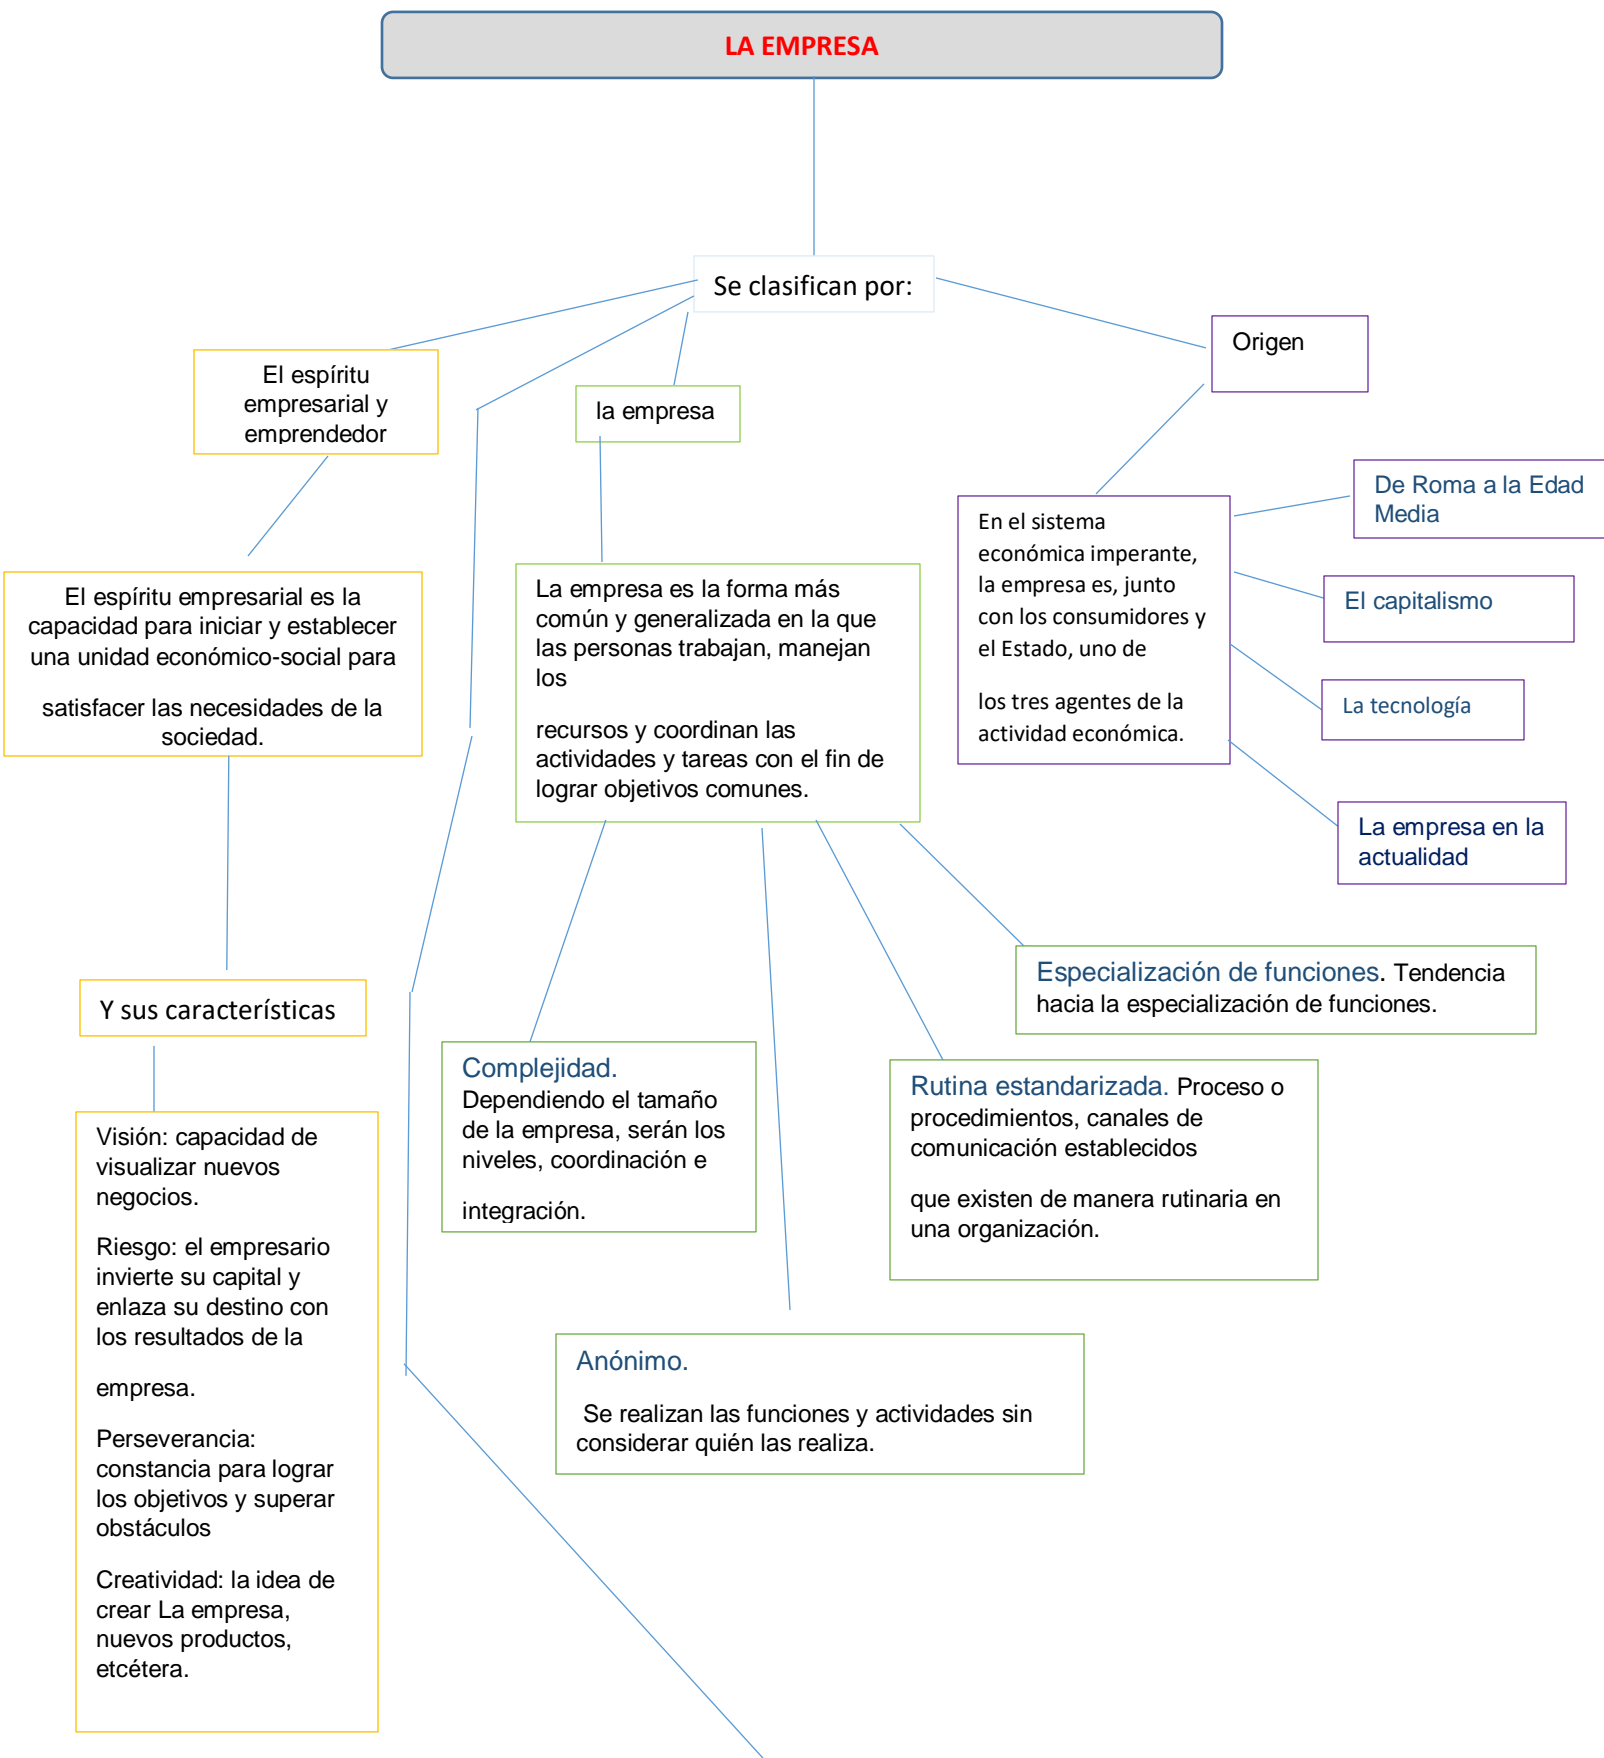 LA EMPRESA
Se clasifican por:
El espíritu
empresarial y
emprendedor
la empresa
Origen
De Roma a la Edad
Media
El capitalismo
La tecnología
La empresa en la
actualidad
En el sistema
económica imperante,
la empresa es, junto
con los consumidores y
el Estado, uno de
los tres agentes de la
actividad económica.
El espíritu empresarial es la
capacidad para iniciar y establecer
una unidad económico-social para
satisfacer las necesidades de la
sociedad.
La empresa es la forma más
común y generalizada en la que
las personas trabajan, manejan
los
recursos y coordinan las
actividades y tareas con el fin de
lograr objetivos comunes.
Y sus característicass
Especialización de funciones. Tendencia
hacia la especialización de funciones.
Complejidad.
Dependiendo el tamaño
de la empresa, serán los
niveles, coordinación e
integración.
Rutina estandarizada. Proceso o
procedimientos, canales de
comunicación establecidos
que existen de manera rutinaria en
una organización.
Visión: capacidad de
visualizar nuevos
negocios.
Riesgo: el empresario
invierte su capital y
enlaza su destino con
los resultados de la
empresa.
Perseverancia:
constancia para lograr
los objetivos y superar
obstáculos
Creatividad: la idea de
crear La empresa,
nuevos productos,
etcétera.
Anónimo.
Se realizan las funciones y actividades sin
considerar quién las realiza.